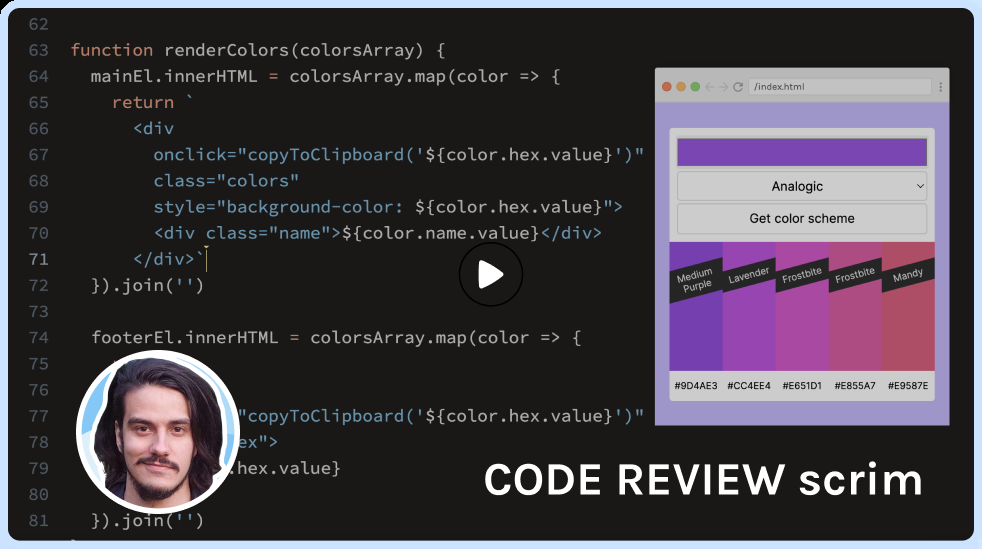 62
63 function renderColors(colorsArray) {
64 mainEl.innerHTML = colorsArray.map(color => {
65 return `
66 <div
67 onclick="copyToClipboard('${color.hex.value}')"
68 class="colors"
69 style="background-color: ${color.hex.value}">
70 <div class="name">${color.name.value}</div>
71 </div>`
72 }).join('')
73
74 footerEl.innerHTML = colorsArray.map(color => {
75
76
77 "copyToClipboard('${color.hex.value}')"
78 ex">
79 .hex.value}
80
81 }).join('')
/index.html
Analogic
Get color scheme
Medium
Purple
Lavender
Frostbite
Frostbite
Mandy
#9D4AE3 #CC4EE4 #E651D1 #E855A7 #E9587E
CODE REVIEW scrim